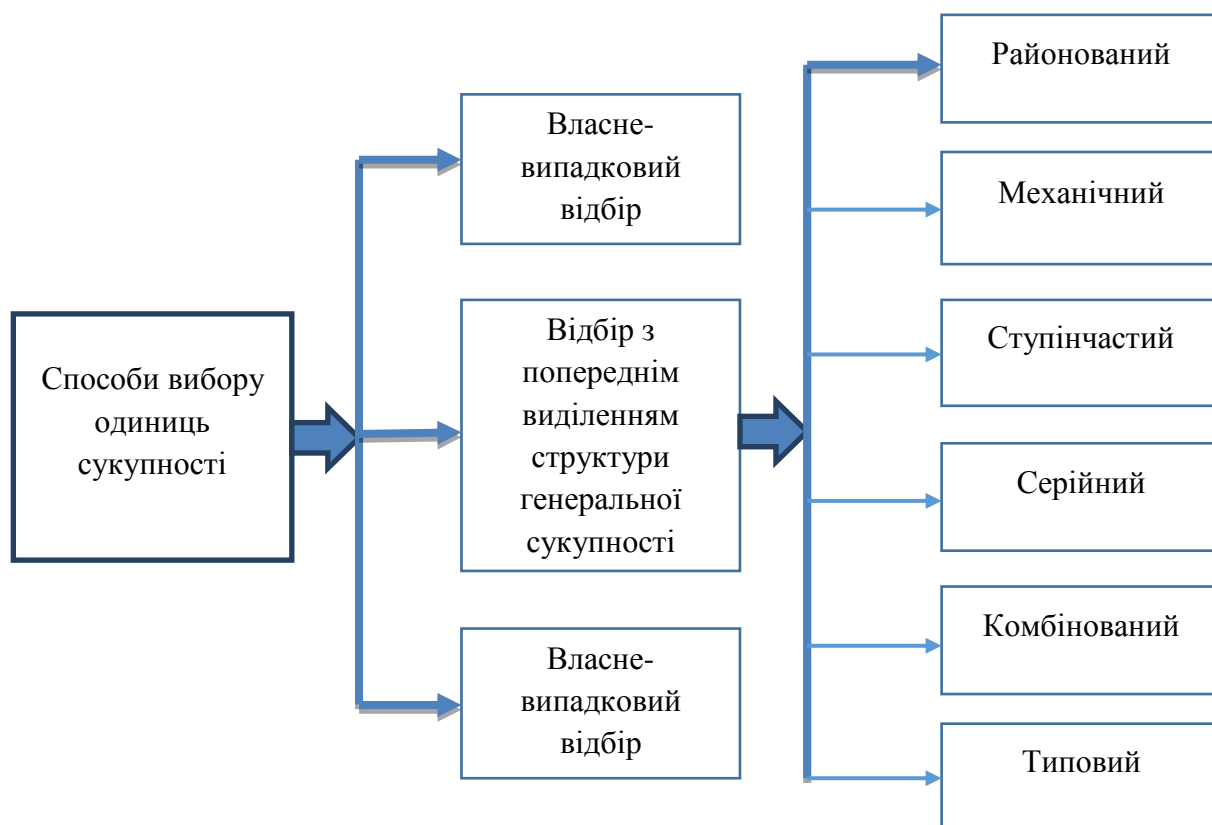 Способи вибору
одиниць
сукупності
Власне-
випадковий
відбір
Відбір з
попереднім
виділенням
структури
генеральної
сукупності
Власне-
випадковий
відбір
Районований
Механічний
Ступінчастий
Серійний
Комбінований
Типовий